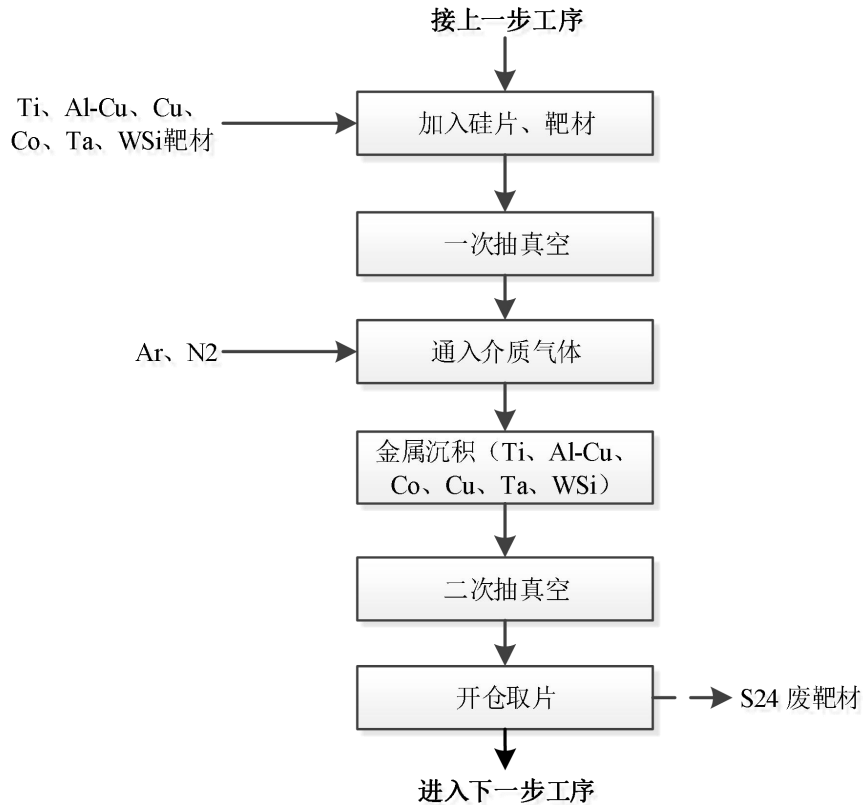 接上一步工序
Ti、Al-Cu、Cu、
Co、Ta、WSi靶材
加入硅片、靶材
一次抽真空
Ar、N2
通入介质气体
金属沉积（Ti、Al-Cu、
Co、Cu、Ta、WSi）
二次抽真空
开仓取片
S24 废靶材
进入下一步工序